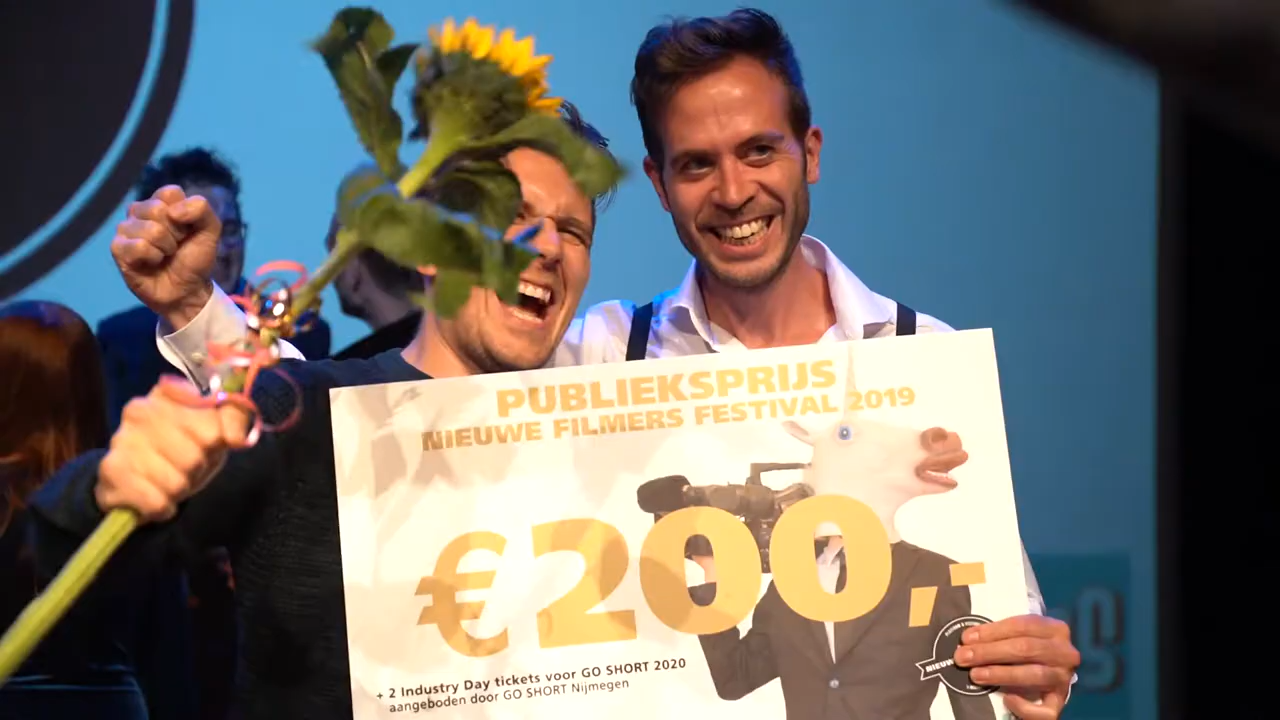 PUBLIEKSPRIJS
NIEUWE FILMERS FESTIVAL 2019
€200,-
+ 2 Industry Day tickets voor GO SHORT 2020
aangeboden door GO SHORT Nijmegen